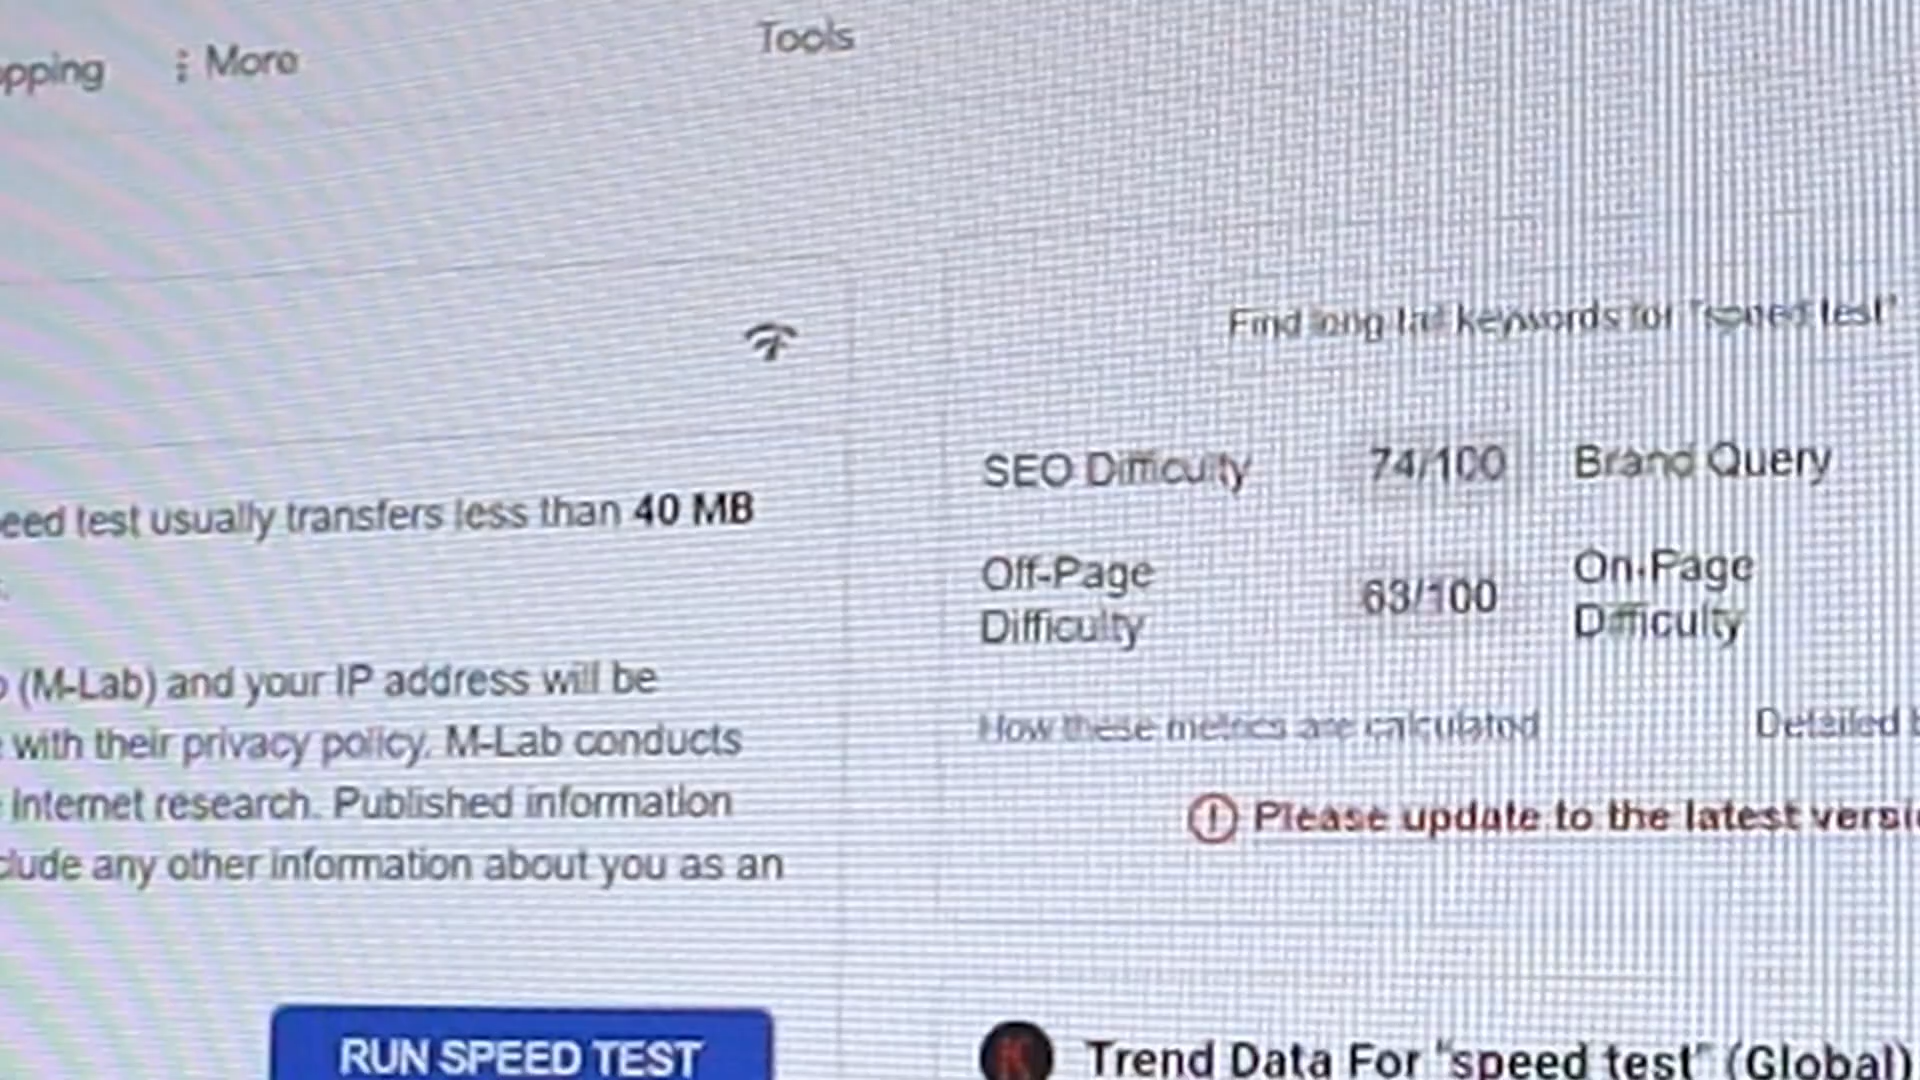 opping
More
Tools
Find long tail keywords for "speed test"
SEO Difficulty 74/100 Brand Query
eed test usually transfers less than 40 MB
Off-Page Difficulty 63/100 On-Page Difficulty
(M-Lab) and your IP address will be
with their privacy policy. M-Lab conducts
Internet research. Published information
clude any other information about you as an
How these metrics are calculated
Detailed
Please update to the latest versi
RUN SPEED TEST
Trend Data For "speed test" (Global)